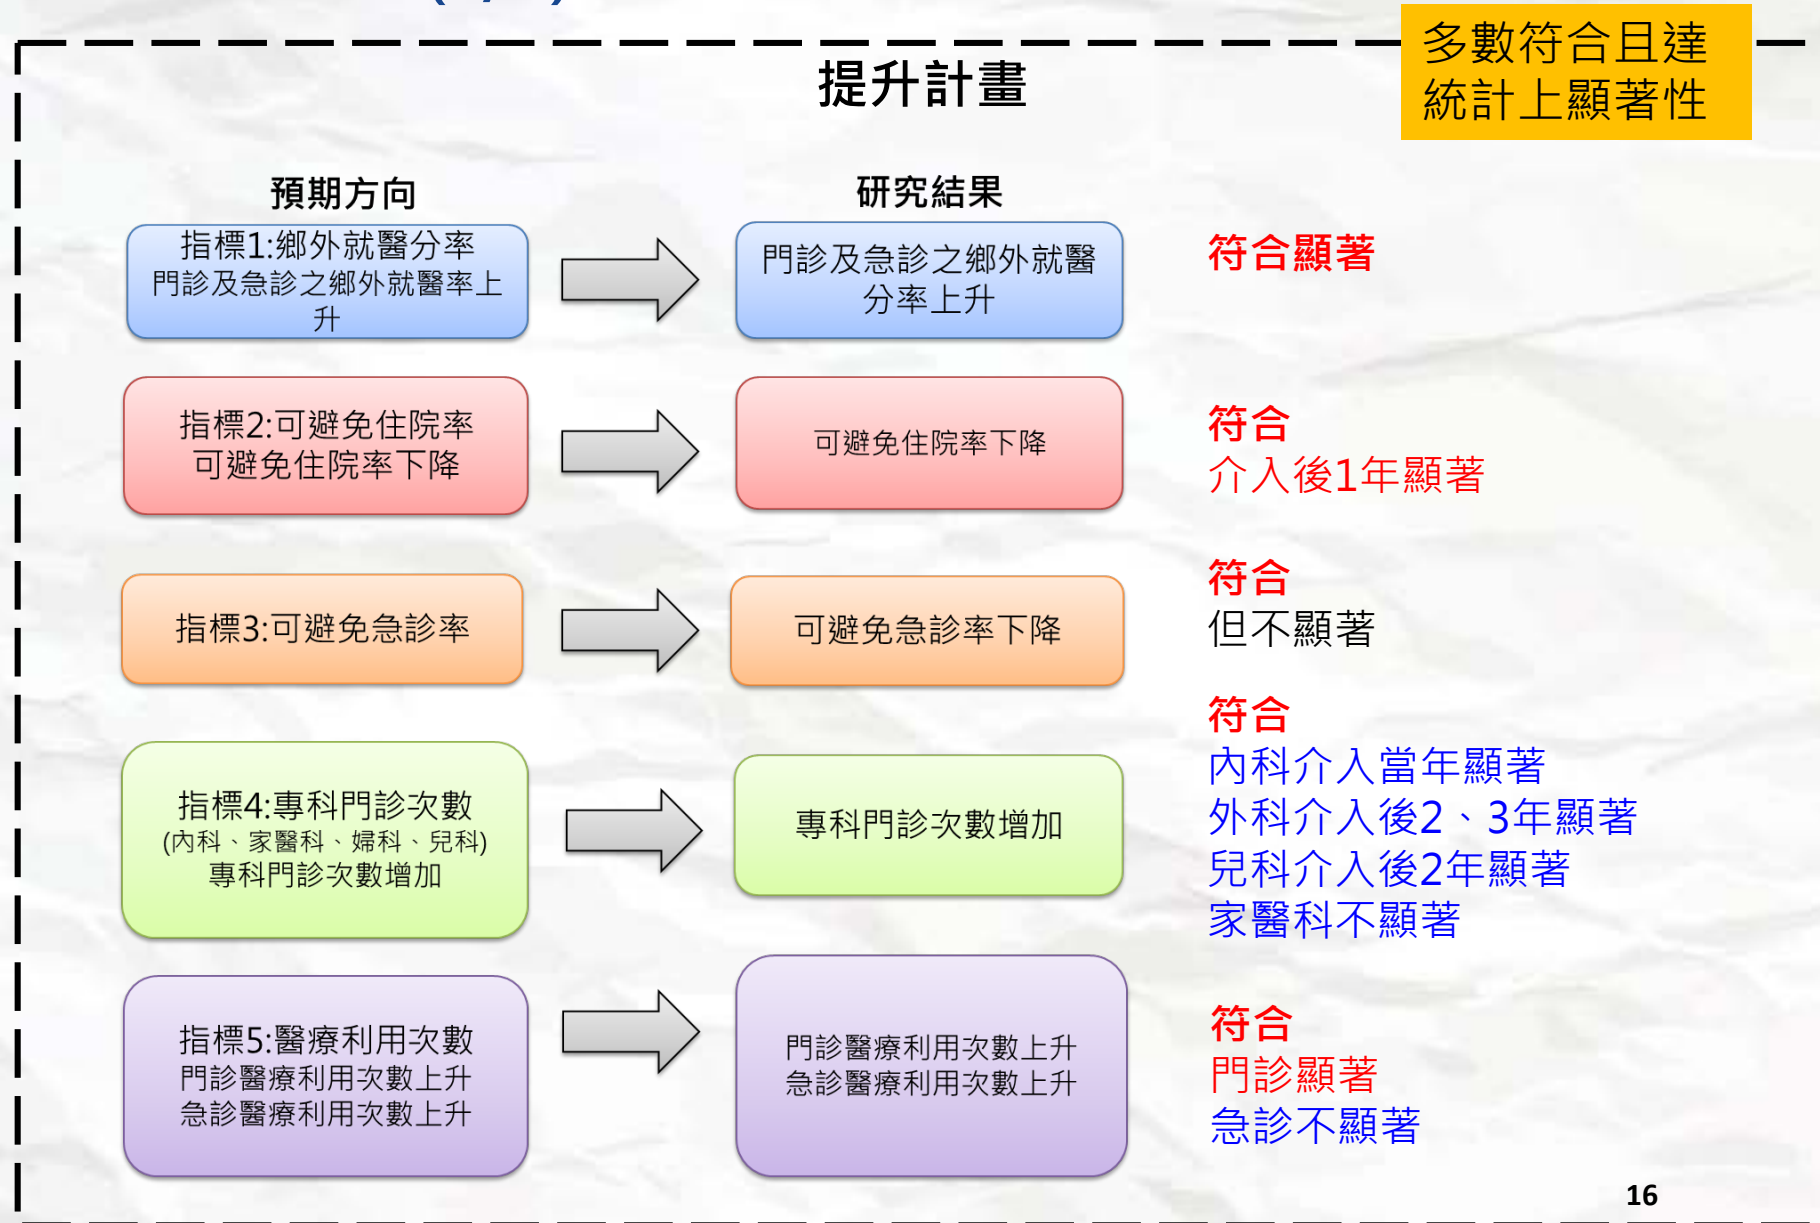 多數符合且達
統計上顯著性
提升計畫
預期方向
研究結果
指標1:鄉外就醫分率
門診及急診之鄉外就醫率上
升
門診及急診之鄉外就醫
分率上升
符合顯著
指標2:可避免住院率
可避免住院率下降
可避免住院率下降
符合
介入後1年顯著
指標3:可避免急診率
可避免急診率下降
符合
但不顯著
指標4:專科門診次數
(內科、家醫科、婦科、兒科)
專科門診次數增加
專科門診次數增加
符合
內科介入當年顯著
外科介入後2、3年顯著
兒科介入後2年顯著
家醫科不顯著
指標5:醫療利用次數
門診醫療利用次數上升
急診醫療利用次數上升
門診醫療利用次數上升
急診醫療利用次數上升
符合
門診顯著
急診不顯著
16